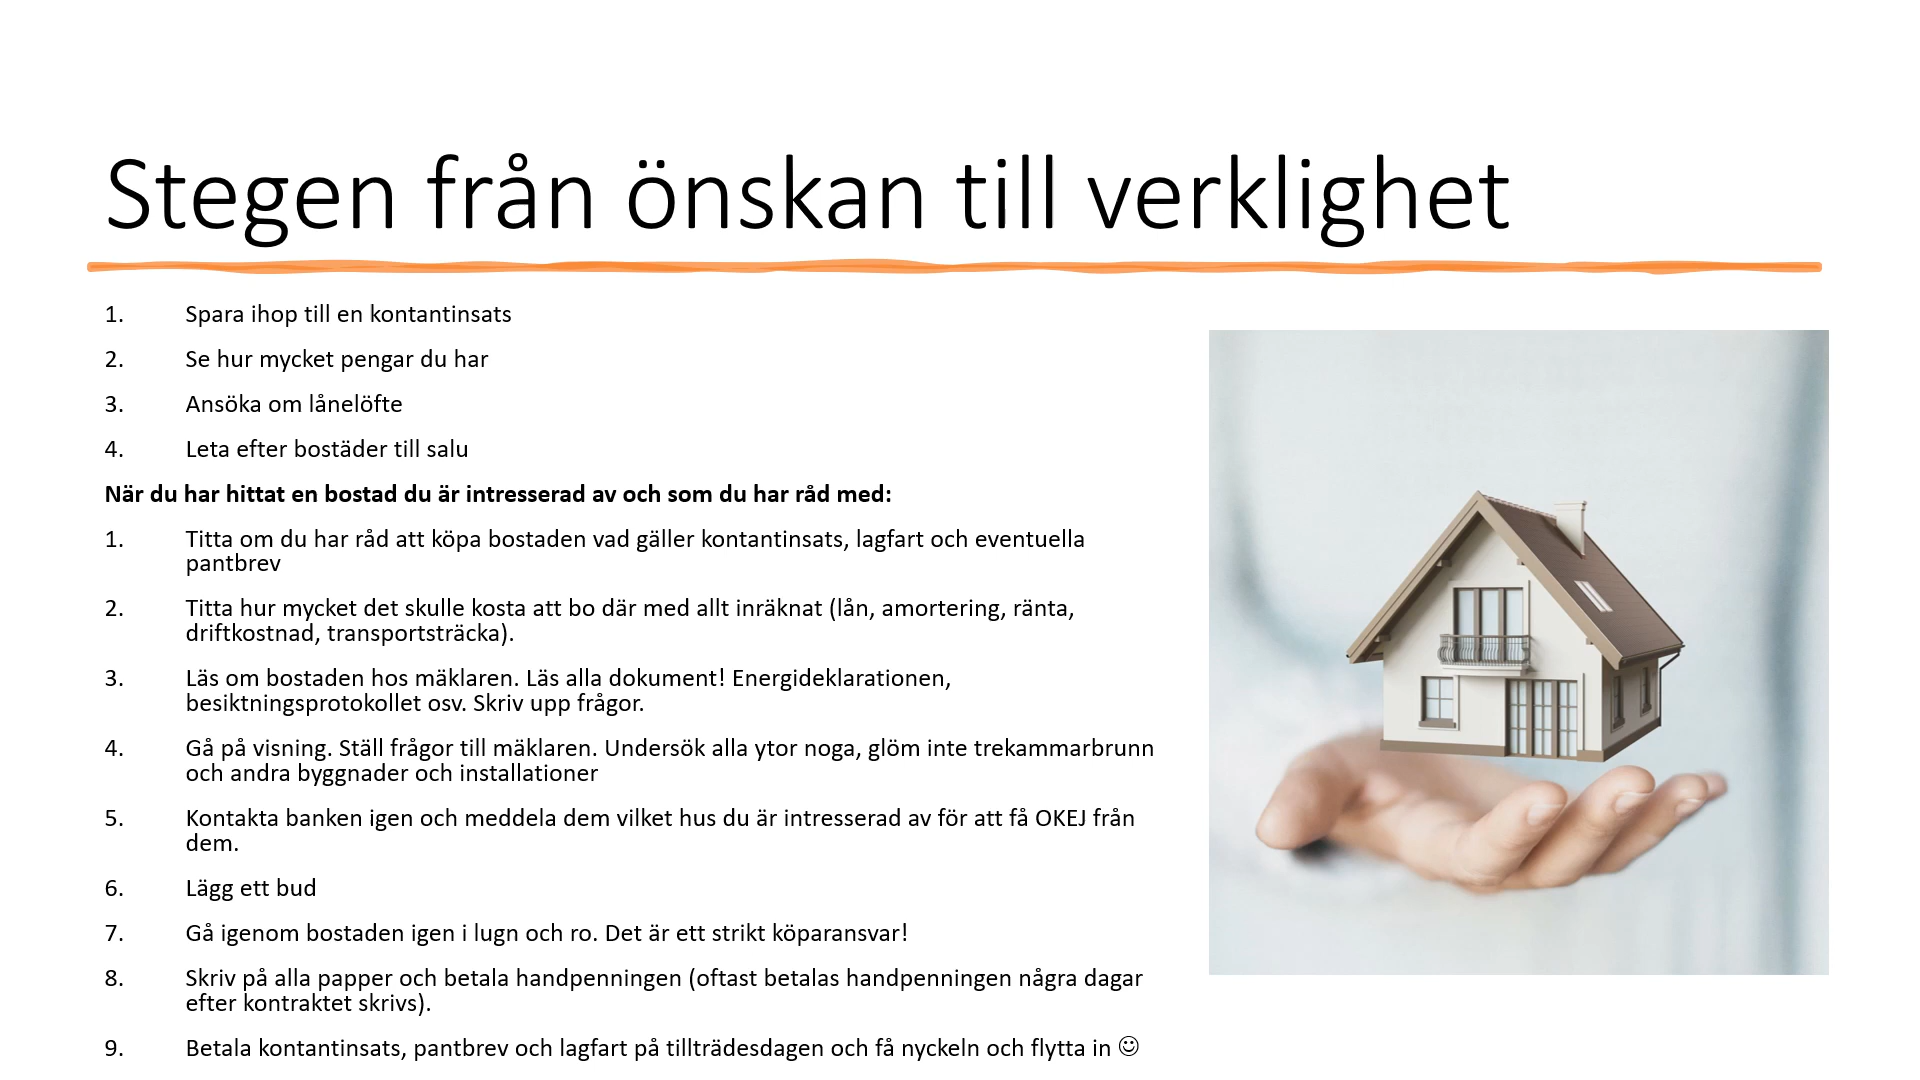 Stegen från önskan till verklighet
1. Spara ihop till en kontantinsats
2. Se hur mycket pengar du har
3. Ansöka om lånelöfte
4. Leta efter bostäder till salu
När du har hittat en bostad du är intresserad av och som du har råd med:
1. Titta om du har råd att köpa bostaden vad gäller kontantinsats, lagfart och eventuella
pantbrev
2. Titta hur mycket det skulle kosta att bo där med allt inräknat (lån, amortering, ränta,
driftkostnad, transportsträcka).
3. Läs om bostaden hos mäklaren. Läs alla dokument! Energideklarationen,
besiktningsprotokollet osv. Skriv upp frågor.
4. Gå på visning. Ställ frågor till mäklaren. Undersök alla ytor noga, glöm inte trekammarbrunn
och andra byggnader och installationer
5. Kontakta banken igen och meddela dem vilket hus du är intresserad av för att få OKEJ från
dem.
6. Lägg ett bud
7. Gå igenom bostaden igen i lugn och ro. Det är ett strikt köparansvar!
8. Skriv på alla papper och betala handpenningen (oftast betalas handpenningen några dagar
efter kontraktet skrivs).
9. Betala kontantinsats, pantbrev och lagfart på tillträdesdagen och få nyckeln och flytta in ☺